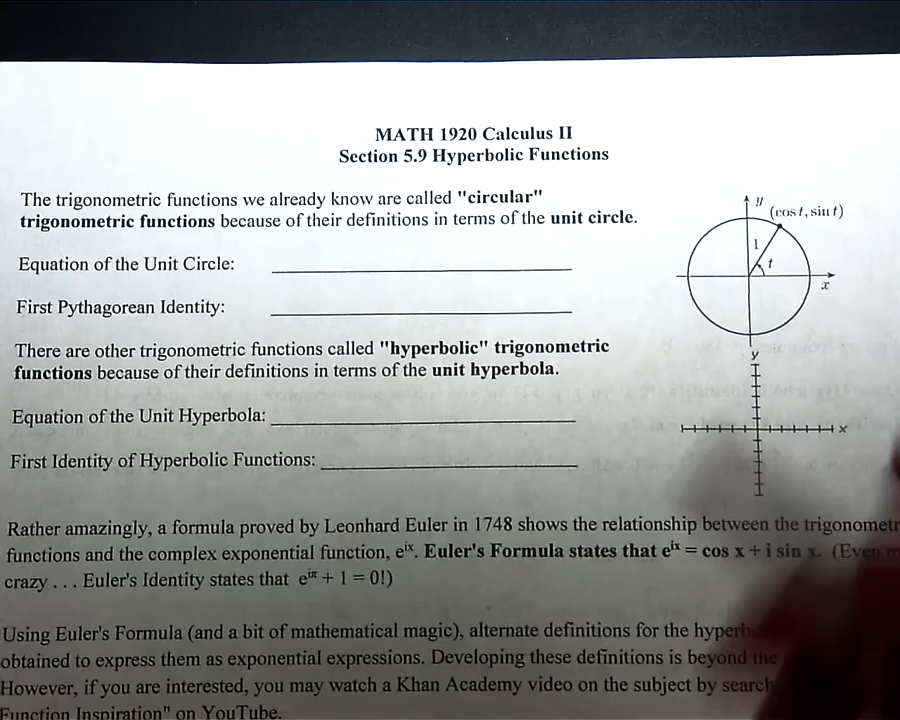 MATH 1920 Calculus II
Section 5.9 Hyperbolic Functions
The trigonometric functions we already know are called "circular"
trigonometric functions because of their definitions in terms of the unit circle.
y
(cos t, sin t)
1
t
x
Equation of the Unit Circle:
First Pythagorean Identity:
There are other trigonometric functions called "hyperbolic" trigonometric
functions because of their definitions in terms of the unit hyperbola.
y
x
Equation of the Unit Hyperbola:
First Identity of Hyperbolic Functions:
Rather amazingly, a formula proved by Leonhard Euler in 1748 shows the relationship between the
functions and the complex exponential function, eⁱˣ. Euler's Formula states that eⁱˣ = cos x + i sin x. (Even
crazy . . . Euler's Identity states that e^iπ + 1 = 0!)
Using Euler's Formula (and a bit of mathematical magic), alternate definitions for the
obtained to express them as exponential expressions. Developing these definitions is beyond the
However, if you are interested, you may watch a Khan Academy video on the subject by
Function Inspiration" on YouTube.